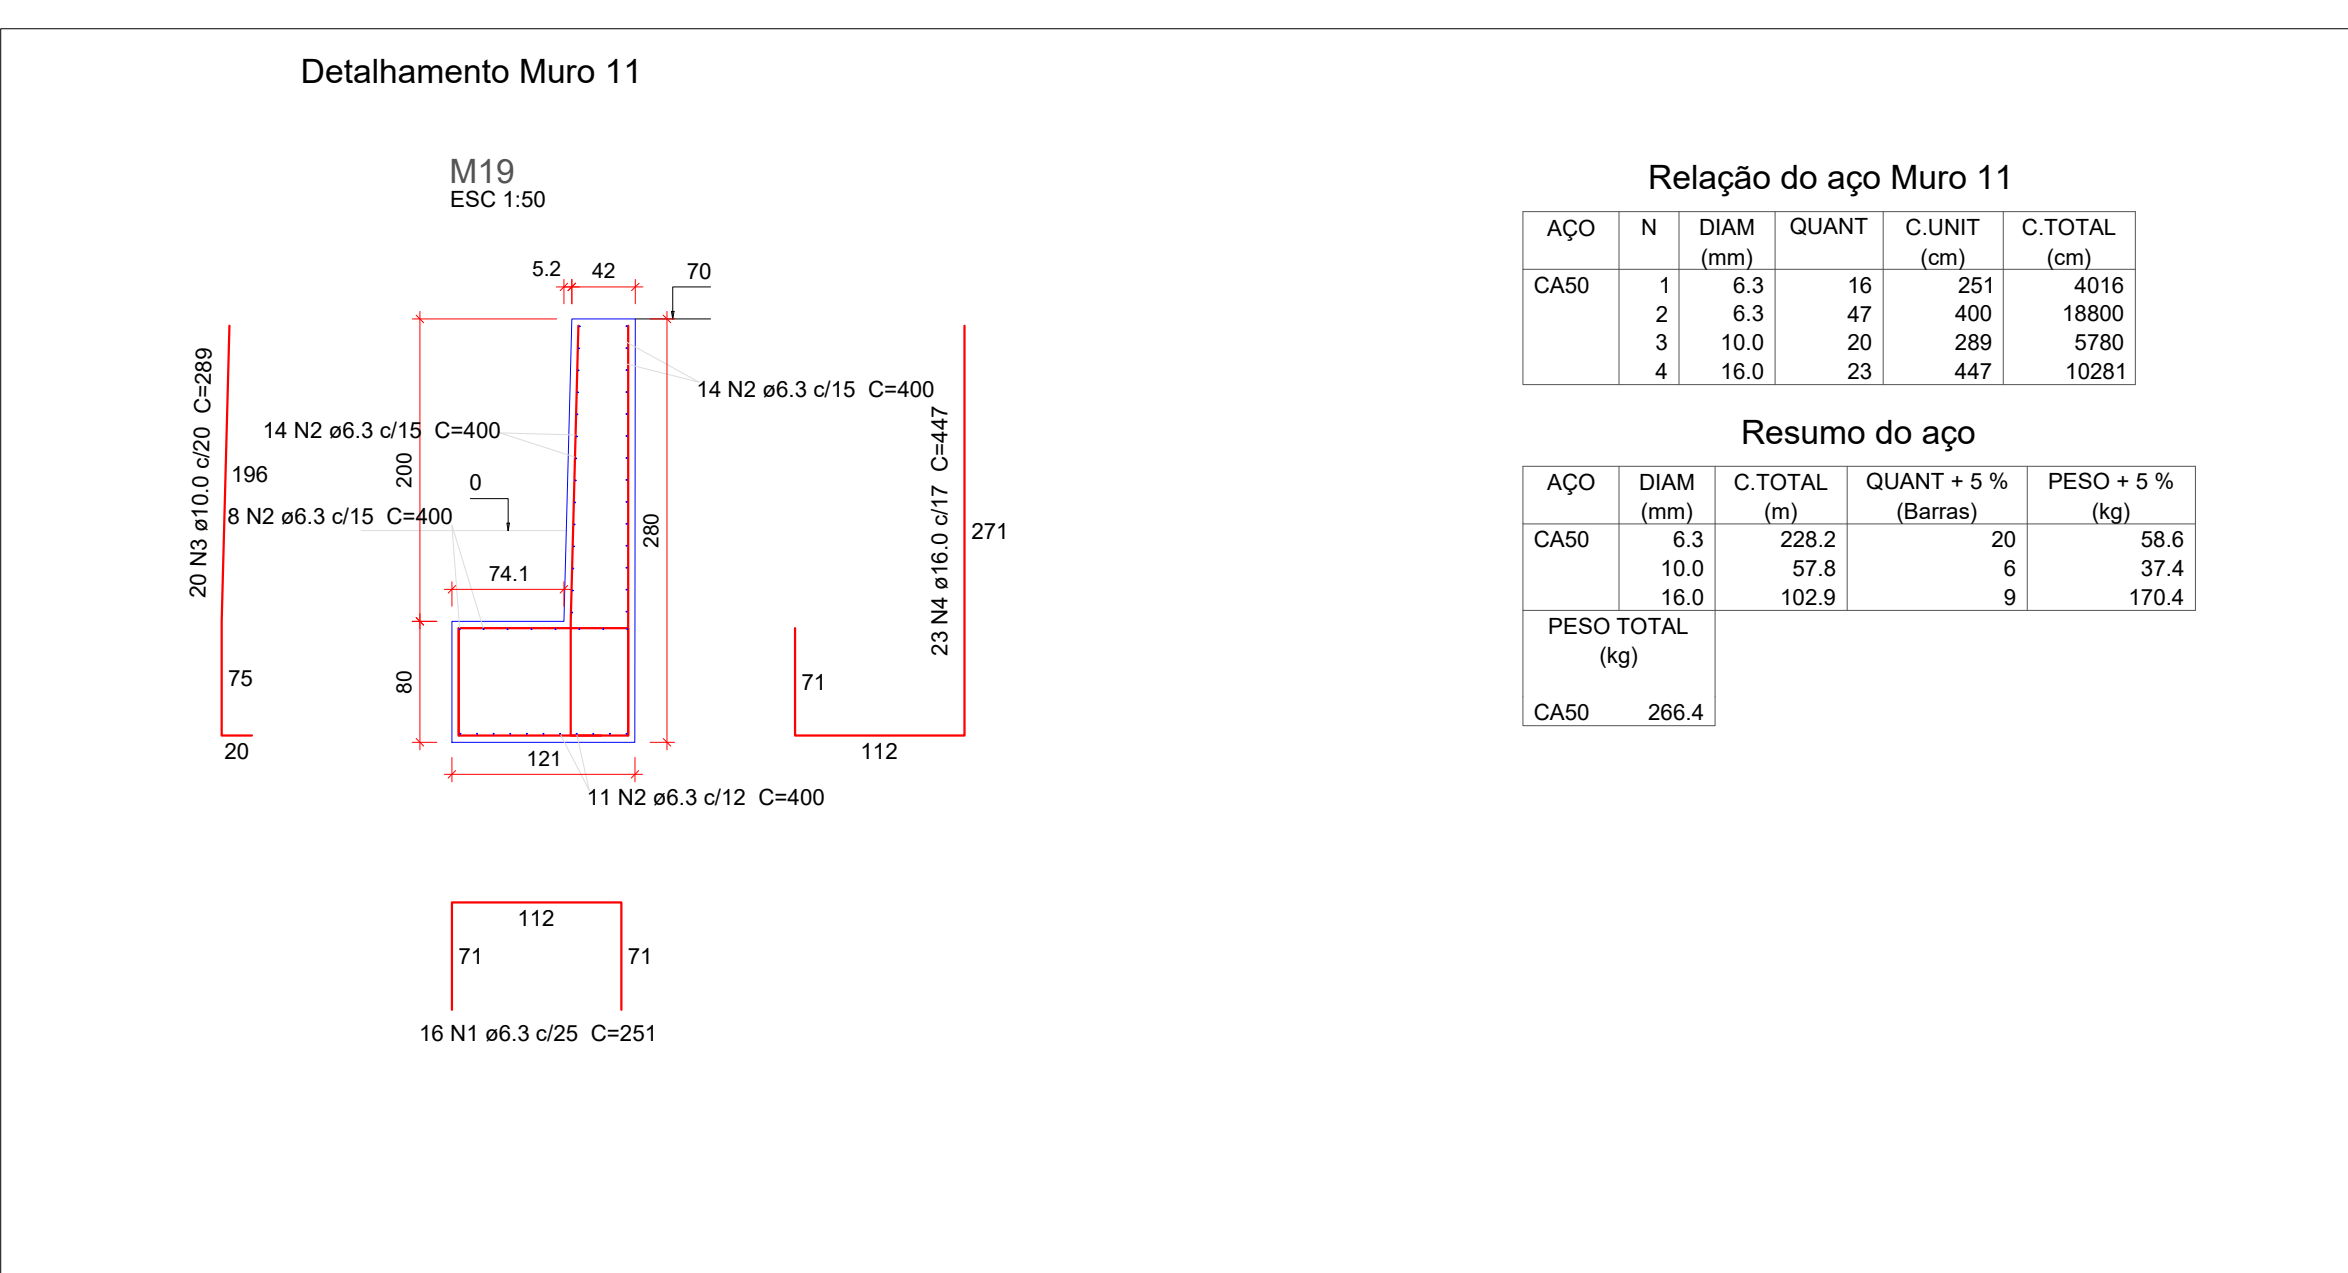 Detalhamento Muro 11
M19
ESC 1:50
5.2 42 70
14 N2 ø6.3 c/15 C=400
14 N2 ø6.3 c/15 C=400
8 N2 ø6.3 c/15 C=400
20 N3 ø10.0 c/20 C=289
196
75
20
200
0
74.1
80
280
121
11 N2 ø6.3 c/12 C=400
23 N4 ø16.0 c/17 C=447
271
71
112
112
71 71
16 N1 ø6.3 c/25 C=251
Relação do aço Muro 11
AÇO N DIAM QUANT C.UNIT C.TOTAL
(mm) (cm) (cm)
CA50 1 6.3 16 251 4016
2 6.3 47 400 18800
3 10.0 20 289 5780
4 16.0 23 447 10281
Resumo do aço
AÇO DIAM C.TOTAL QUANT + 5 % PESO + 5 %
(mm) (m) (Barras) (kg)
CA50 6.3 228.2 20 58.6
10.0 57.8 6 37.4
16.0 102.9 9 170.4
PESO TOTAL
(kg)
CA50 266.4